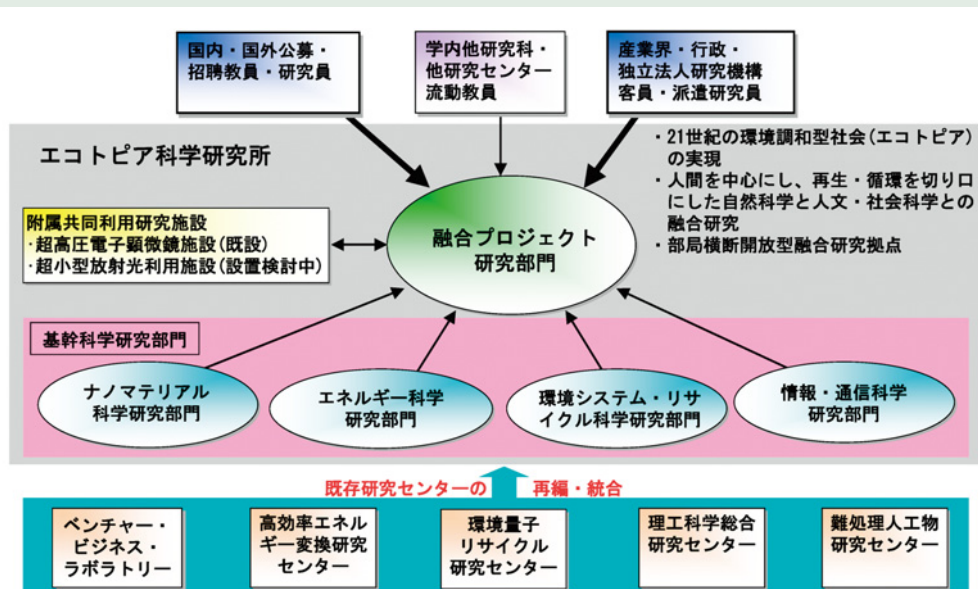 国内・国外公募・
招聘教員・研究員
学内他研究科・
他研究センター
流動教員
産業界・行政・
独立法人研究機構
客員・派遣研究員
エコトピア科学研究所
・21世紀の環境調和型社会(エコトピア)
の実現
・人間を中心にし、再生・循環を切り口
にした自然科学と人文・社会科学との
融合研究
・部局横断開放型融合研究拠点
附属共同利用研究施設
・超高圧電子顕微鏡施設(既設)
・超小型放射光利用施設(設置検討中)
融合プロジェクト
研究部門
基幹科学研究部門
ナノマテリアル
科学研究部門
エネルギー科学
研究部門
環境システム・リサ
イクル科学研究部門
情報・通信科学
研究部門
既存研究センターの 再編・統合
ベンチャー・
ビジネス・
ラボラトリー
高効率エネル
ギー変換研究
センター
環境量子
リサイクル
研究センター
理工科学総合
研究センター
難処理人工物
研究センター